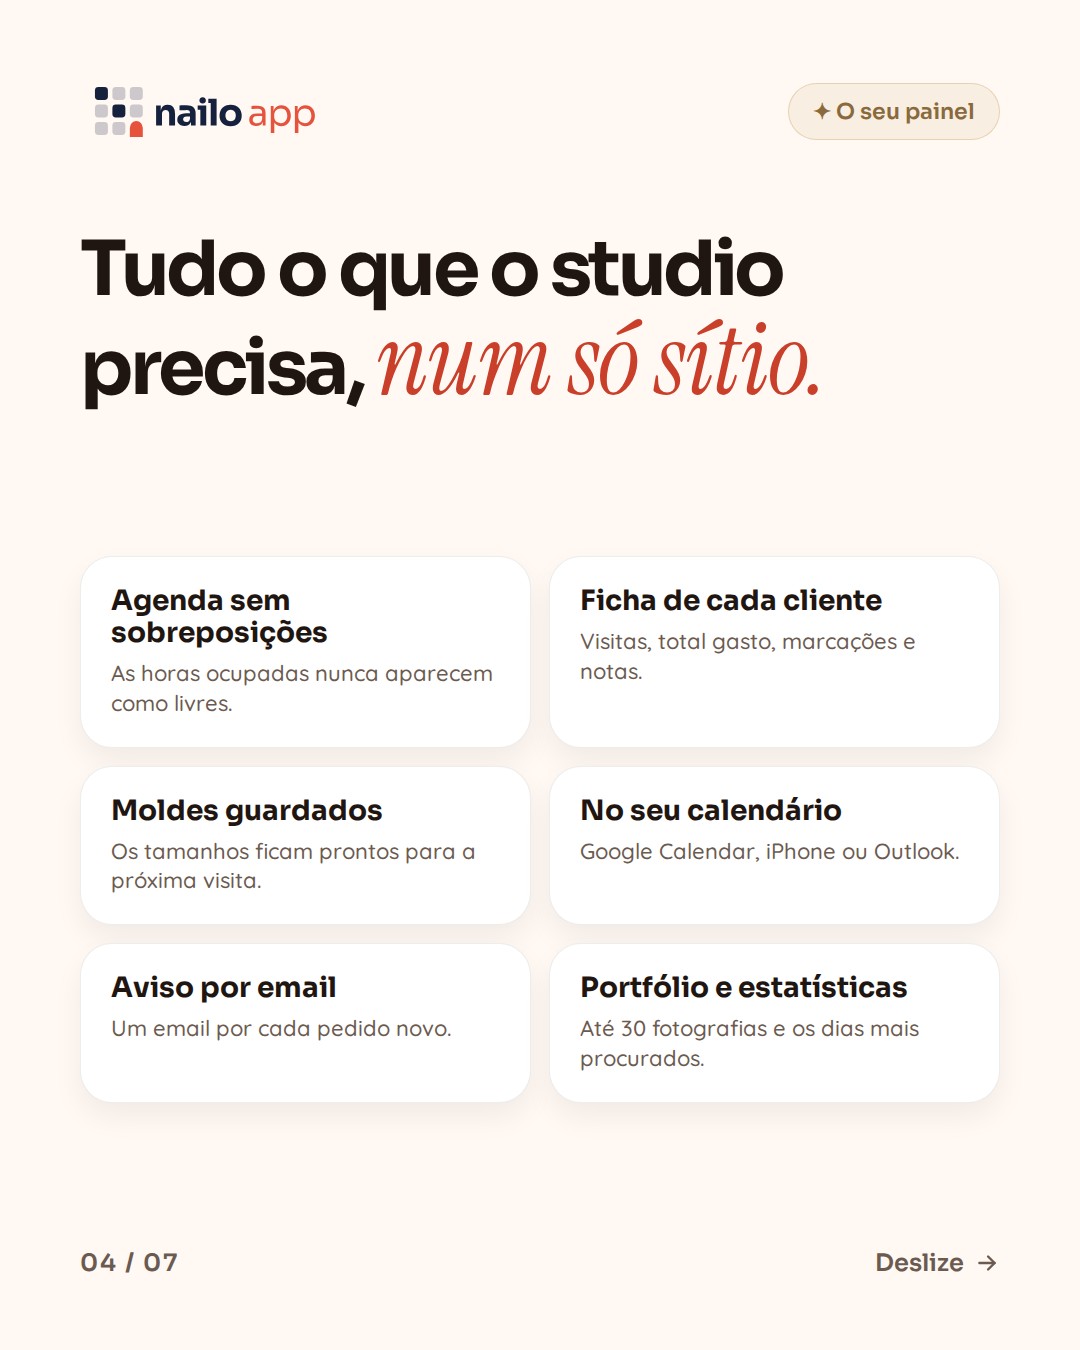 nailo app
✦ O seu painel
Tudo o que o studio
precisa, num só sítio.
Agenda sem
sobreposições
As horas ocupadas nunca aparecem
como livres.
Ficha de cada cliente
Visitas, total gasto, marcações e
notas.
Moldes guardados
Os tamanhos ficam prontos para a
próxima visita.
No seu calendário
Google Calendar, iPhone ou Outlook.
Aviso por email
Um email por cada pedido novo.
Portfólio e estatísticas
Até 30 fotografias e os dias mais
procurados.
04 / 07
Deslize →